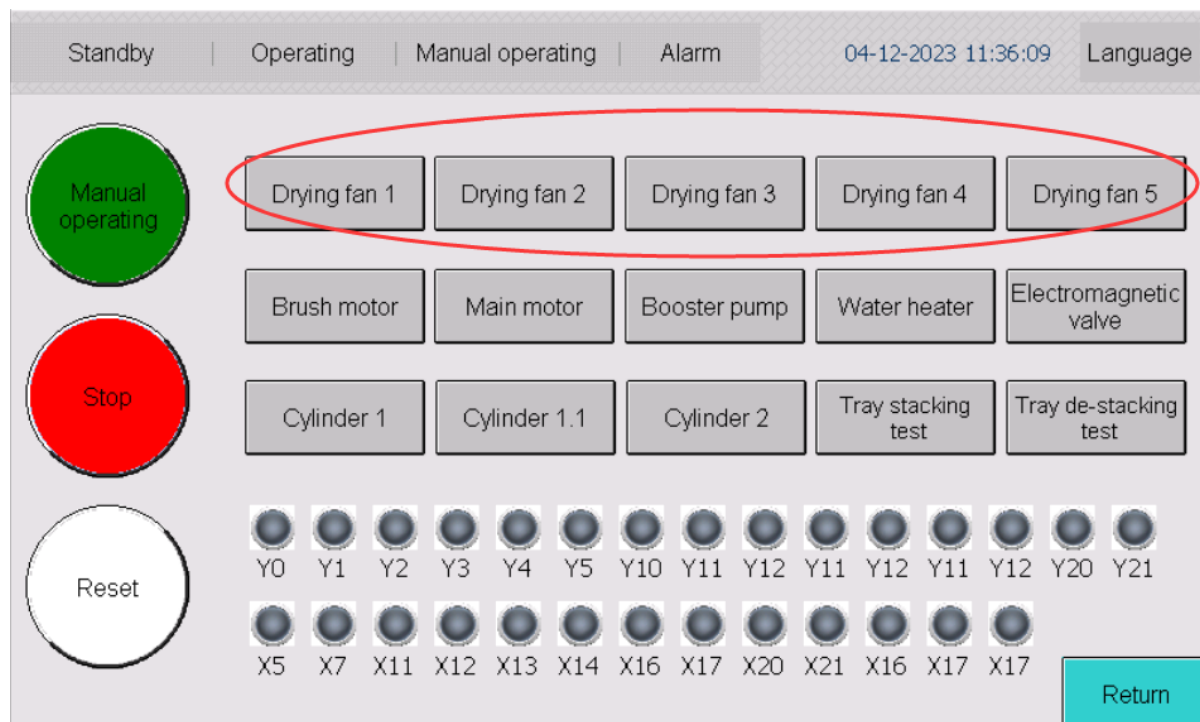 Standby | Operating | Manual operating | Alarm 04-12-2023 11:36:09 Language
Manual
operating
Drying fan 1 Drying fan 2 Drying fan 3 Drying fan 4 Drying fan 5
Brush motor Main motor Booster pump Water heater Electromagnetic
valve
Stop
Cylinder 1 Cylinder 1.1 Cylinder 2 Tray stacking
test
Tray de-stacking
test
Reset
Y0 Y1 Y2 Y3 Y4 Y5 Y10 Y11 Y12 Y11 Y12 Y11 Y12 Y20 Y21
X5 X7 X11 X12 X13 X14 X16 X17 X20 X21 X16 X17 X17
Return